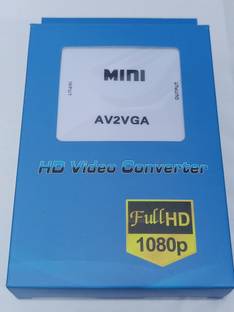 MINI
INPUT
OUTPUT
AV2VGA
HD Video Converter
Full HD
1080p